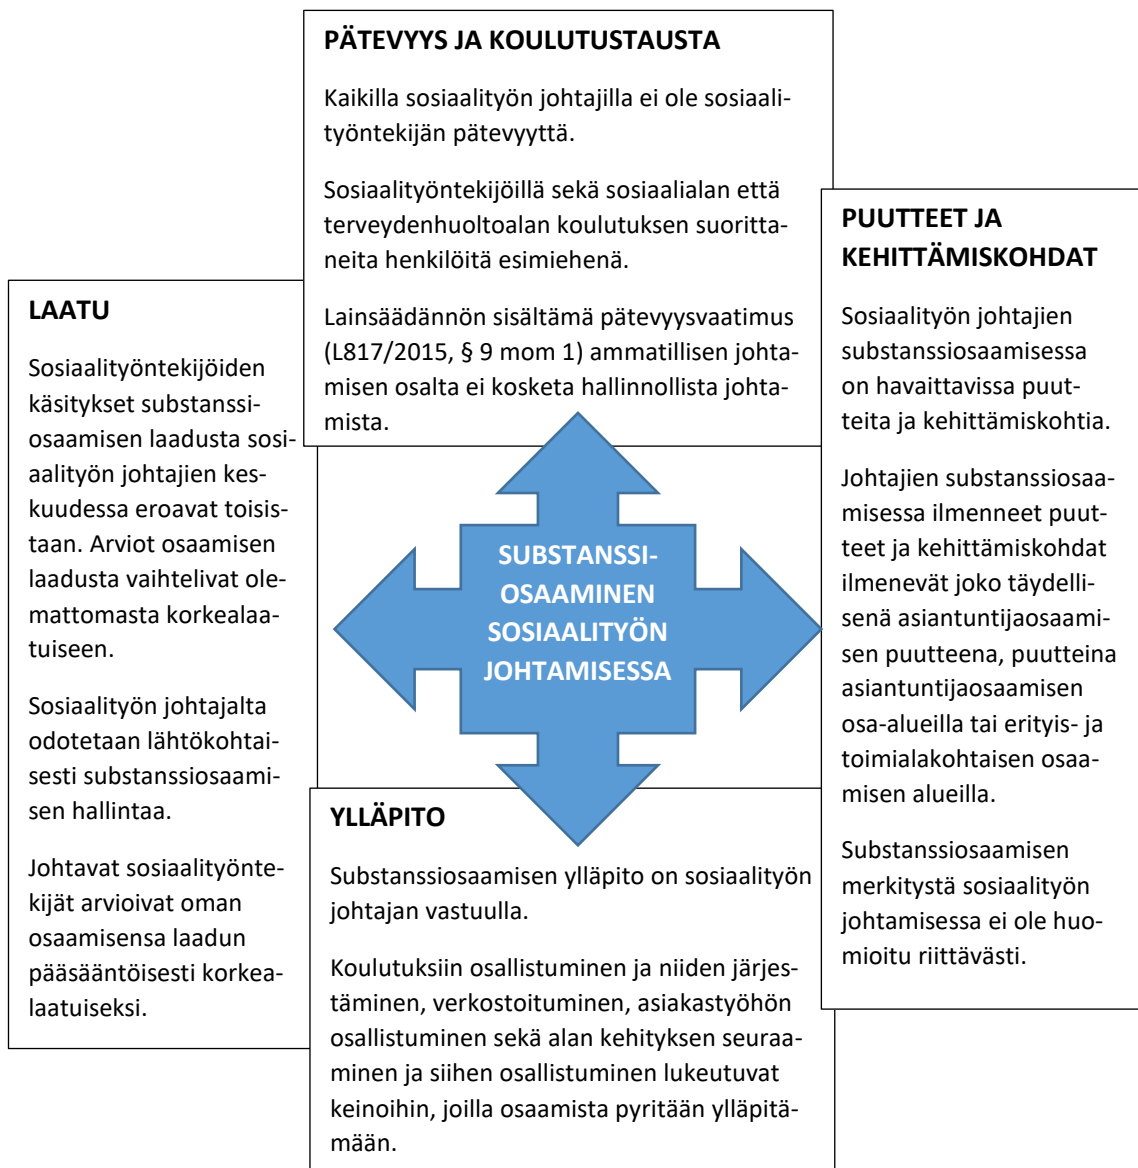 PÄTEVYYS JA KOULUTUSTAUSTA
Kaikilla sosiaalityön johtajilla ei ole sosiaali-
työntekijän pätevyyttä.
Sosiaalityöntekijöillä sekä sosiaalialan että
terveydenhuoltoalan koulutuksen suoritta-
neita henkilöitä esimiehenä.
Lainsäädännön sisältämä pätevyysvaatimus
(L817/2015, § 9 mom 1) ammatillisen johta-
misen osalta ei kosketa hallinnollista johta-
mista.
PUUTTEET JA
KEHITTÄMISKOHDAT
Sosiaalityön johtajien
substanssiosaamisessa
on havaittavissa puut-
teita ja kehittämiskohtia.
Johtajien substanssiosaa-
misessa ilmenneet puut-
teet ja kehittämiskohdat
ilmenevät joko täydelli-
senä asiantuntijaosaami-
sen puutteena, puutteina
asiantuntijaosaamisen
osa-alueilla tai erityis- ja
toimialakohtaisen osaa-
misen alueilla.
Substanssiosaamisen
merkitystä sosiaalityön
johtamisessa ei ole huo-
mioitu riittävästi.
LAATU
Sosiaalityöntekijöiden
käsitykset substanssi-
osaamisen laadusta sosi-
aalityön johtajien kes-
kuudessa eroavat toisis-
taan. Arviot osaamisen
laadusta vaihtelivat ole-
mattomasta korkealaa-
tuiseen.
Sosiaalityön johtajalta
odotetaan lähtökohtai-
sesti substanssiosaami-
sen hallintaa.
Johtavat sosiaalityönte-
kijät arvioivat oman
osaamisensa laadun
pääsääntöisesti korkea-
laatuiseksi.
SUBSTANSSI-
OSAAMINEN
SOSIAALITYÖN
JOHTAMISESSA
YLLÄPITO
Substanssiosaamisen ylläpito on sosiaalityön
johtajan vastuulla.
Koulutuksiin osallistuminen ja niiden järjes-
täminen, verkostoituminen, asiakastyöhön
osallistuminen sekä alan kehityksen seuraa-
minen ja siihen osallistuminen lukeutuvat
keinoihin, joilla osaamista pyritään ylläpitä-
mään.